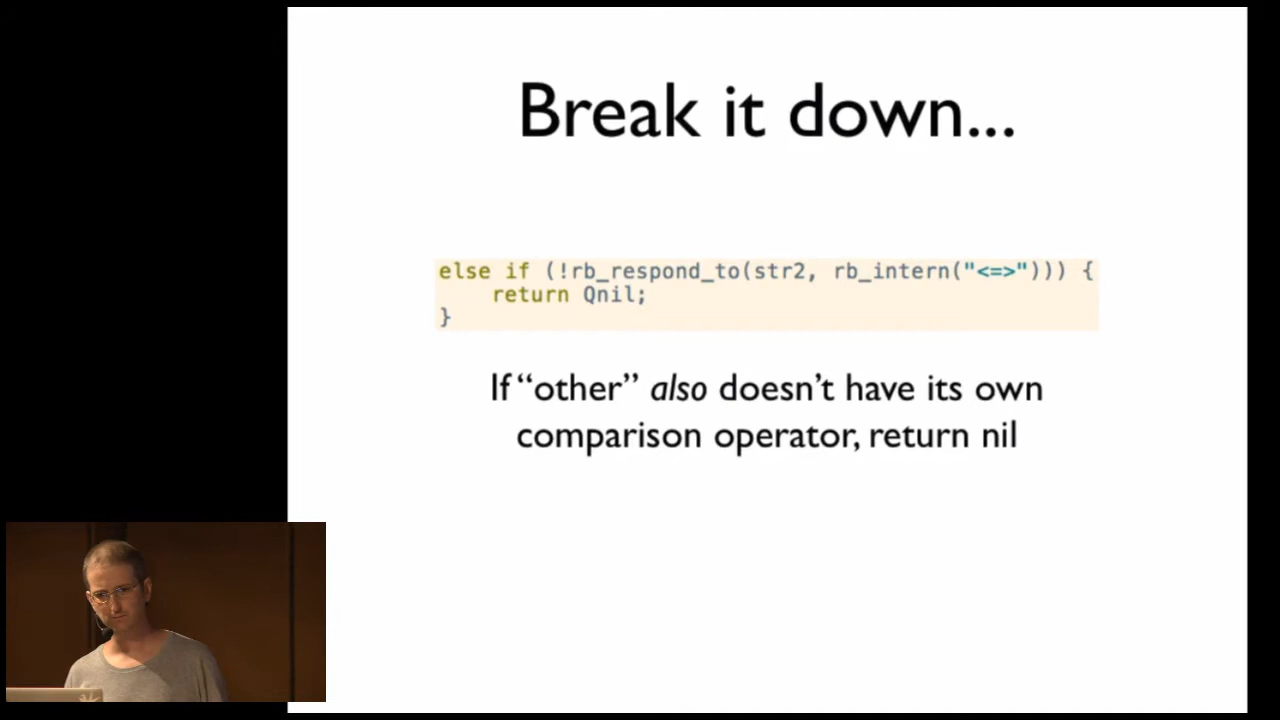 Break it down...
else if (!rb_respond_to(str2, rb_intern("<=>"))) {
return Qnil;
}
If “other” also doesn’t have its own
comparison operator, return nil